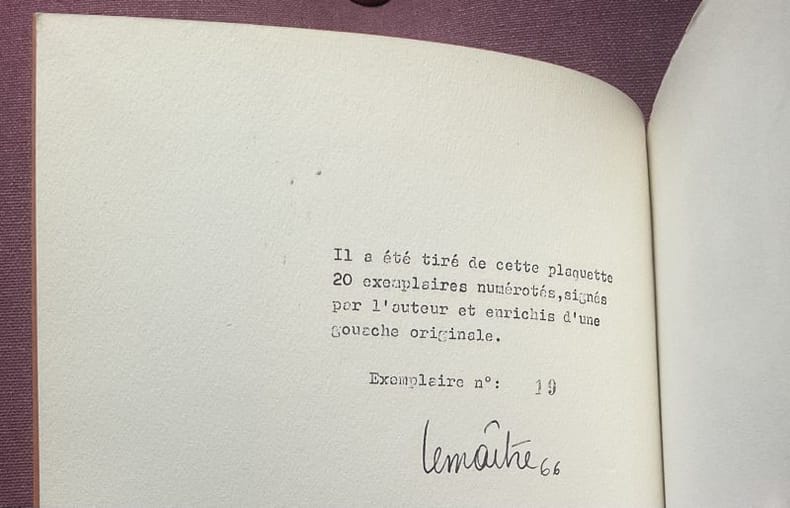 Il a été tiré de cette plaquette
20 exemplaires numérotés,signés
par l'auteur et enrichis d'une
gouache originale.
Exemplaire n°: 19
lemaître 66